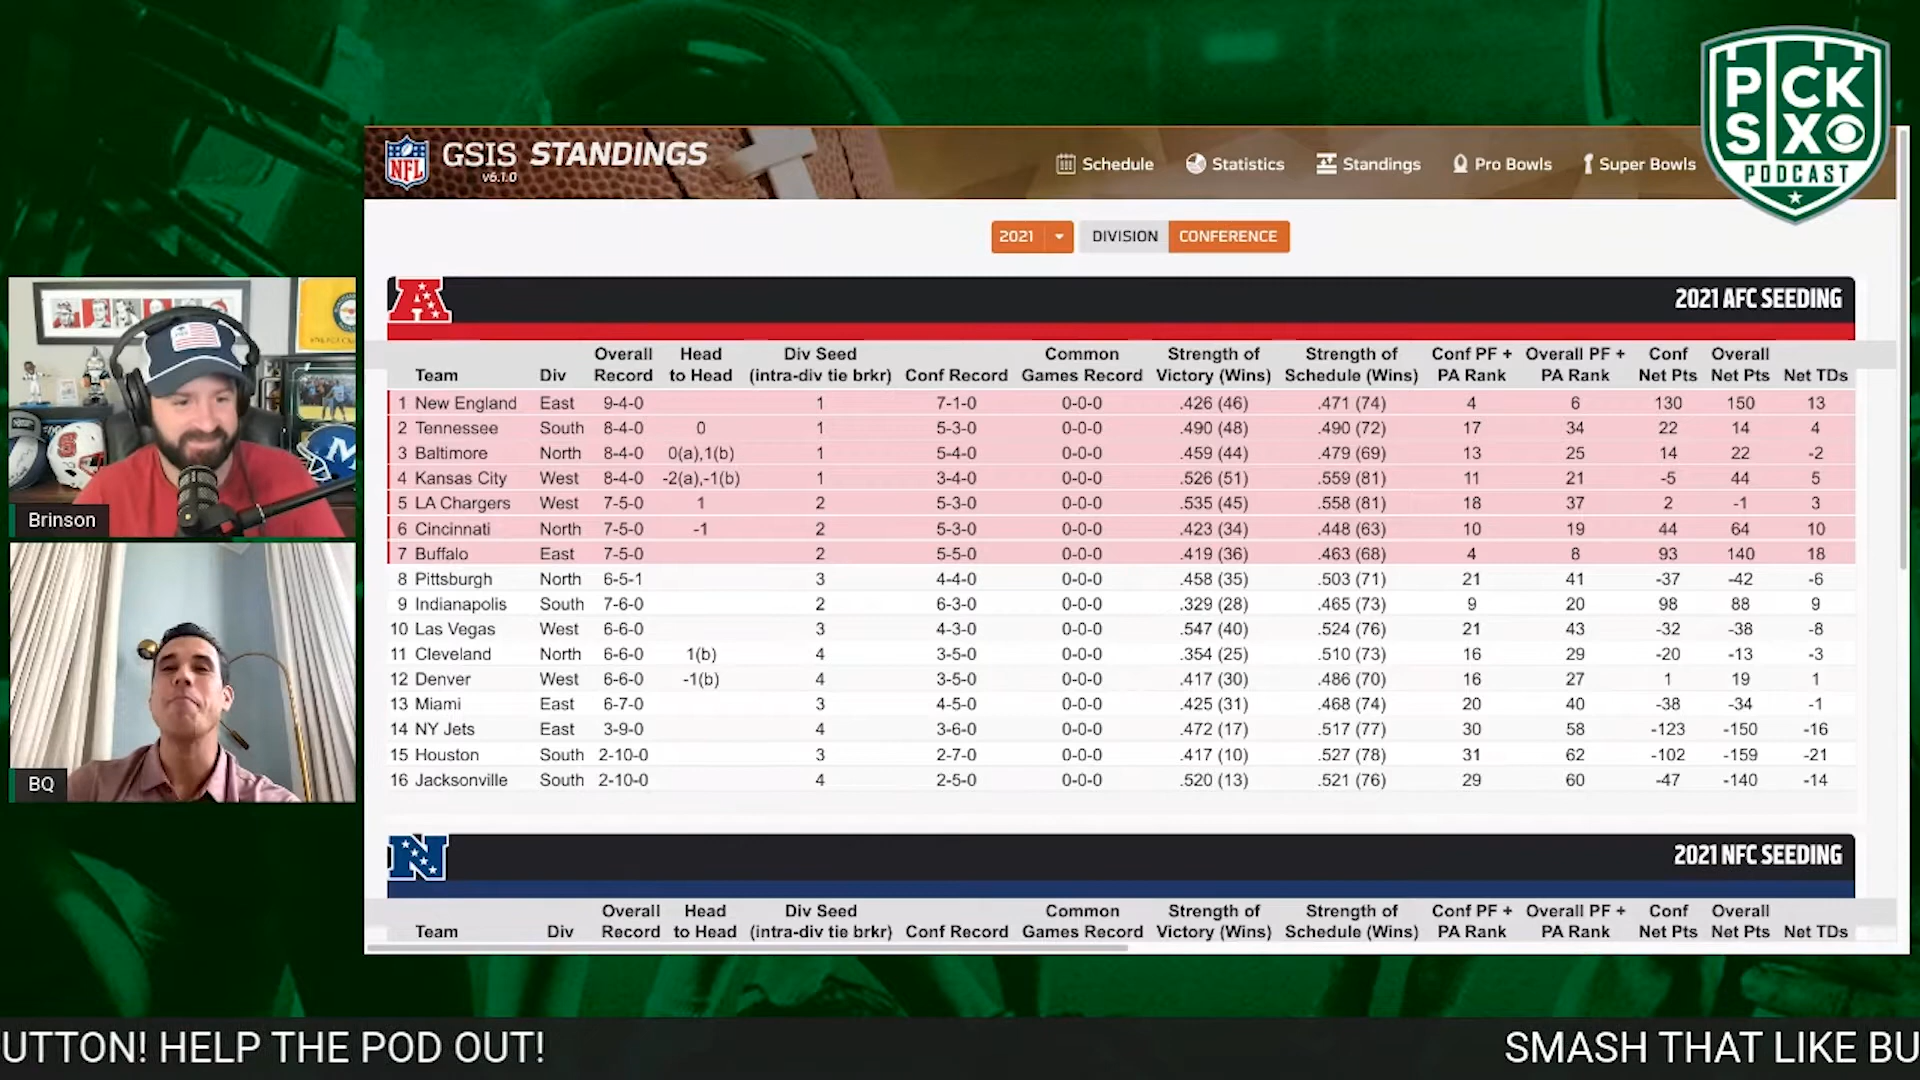 PICK
SIX
PODCAST
NFL
GSIS STANDINGS
v6.1.0
Schedule
Statistics
Standings
Pro Bowls
Super Bowls
2021
DIVISION
CONFERENCE
2021 AFC SEEDING
Team Div Overall Record Head to Head Div Seed (intra-div tie brkr) Conf Record Common Games Record Strength of Victory (Wins) Strength of Schedule (Wins) Conf PF + PA Rank Overall PF + PA Rank Conf Net Pts Overall Net Pts Net TDs
1 New England East 9-4-0 1 7-1-0 0-0-0 .426 (46) .471 (74) 4 6 130 150 13
2 Tennessee South 8-4-0 0 1 5-3-0 0-0-0 .490 (48) .490 (72) 17 34 22 14 4
3 Baltimore North 8-4-0 0(a),1(b) 1 5-4-0 0-0-0 .459 (44) .479 (69) 13 25 14 22 -2
4 Kansas City West 8-4-0 -2(a),-1(b) 1 3-4-0 0-0-0 .526 (51) .559 (81) 11 21 -5 44 5
5 LA Chargers West 7-5-0 1 2 5-3-0 0-0-0 .535 (45) .558 (81) 18 37 2 -1 3
6 Cincinnati North 7-5-0 -1 2 5-3-0 0-0-0 .423 (34) .448 (63) 10 19 44 64 10
7 Buffalo East 7-5-0 2 5-5-0 0-0-0 .419 (36) .463 (68) 4 8 93 140 18
8 Pittsburgh North 6-5-1 3 4-4-0 0-0-0 .458 (35) .503 (71) 21 41 -37 -42 -6
9 Indianapolis South 7-6-0 2 6-3-0 0-0-0 .329 (28) .465 (73) 9 20 98 88 9
10 Las Vegas West 6-6-0 3 4-3-0 0-0-0 .547 (40) .524 (76) 21 43 -32 -38 -8
11 Cleveland North 6-6-0 1(b) 4 3-5-0 0-0-0 .354 (25) .510 (73) 16 29 -20 -13 -3
12 Denver West 6-6-0 -1(b) 4 3-5-0 0-0-0 .417 (30) .486 (70) 16 27 1 19 1
13 Miami East 6-7-0 3 4-5-0 0-0-0 .425 (31) .468 (74) 20 40 -38 -34 -1
14 NY Jets East 3-9-0 4 3-6-0 0-0-0 .472 (17) .517 (77) 30 58 -123 -150 -16
15 Houston South 2-10-0 3 2-7-0 0-0-0 .417 (10) .527 (78) 31 62 -102 -159 -21
16 Jacksonville South 2-10-0 4 2-5-0 0-0-0 .520 (13) .521 (76) 29 60 -47 -140 -14
2021 NFC SEEDING
Team Div Overall Record Head to Head Div Seed (intra-div tie brkr) Conf Record Common Games Record Strength of Victory (Wins) Strength of Schedule (Wins) Conf PF + PA Rank Overall PF + PA Rank Conf Net Pts Overall Net Pts Net TDs
Brinson
BQ
UTTON! HELP THE POD OUT!
SMASH THAT LIKE BU